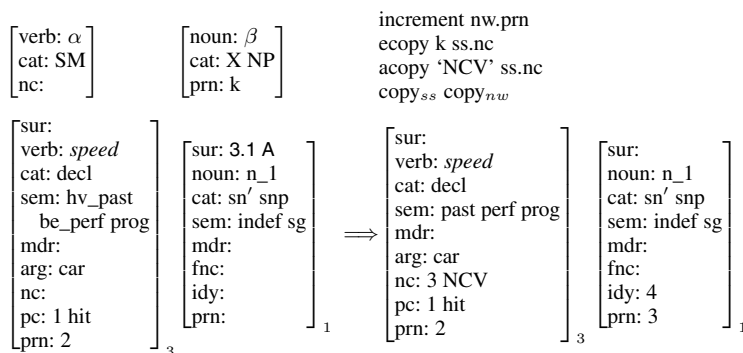 verb: α
cat: SM
nc:
noun: β
cat: X NP
prn: k
increment nw.prn
ecopy k ss.nc
acopy ‘NCV’ ss.nc
copy_ss copy_nw
sur:
verb: speed
cat: decl
sem: hv_past
be_perf prog
mdr:
arg: car
nc:
pc: 1 hit
prn: 2
3
sur: 3.1 A
noun: n_1
cat: sn′ snp
sem: indef sg
mdr:
fnc:
idy:
prn:
1
⟹
sur:
verb: speed
cat: decl
sem: past perf prog
mdr:
arg: car
nc: 3 NCV
pc: 1 hit
prn: 2
3
sur:
noun: n_1
cat: sn′ snp
sem: indef sg
mdr:
fnc:
idy: 4
prn: 3
1